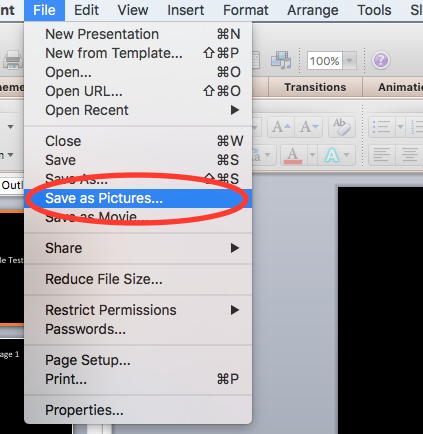 nt File Edit View Insert Format Arrange Tools Sl
New Presentation ⌘N
New from Template... ⇧⌘P
Open... ⌘O
Open URL... ⇧⌘O
Open Recent ▶
100%
eme Transitions Animatio
Close ⌘W
Save ⌘S
Save As... ⇧⌘S
Save as Pictures...
Save as Movie...
Outl
Share ▶
le Test
Reduce File Size...
Restrict Permissions ▶
Passwords...
age 1
Page Setup...
Print... ⌘P
Properties...